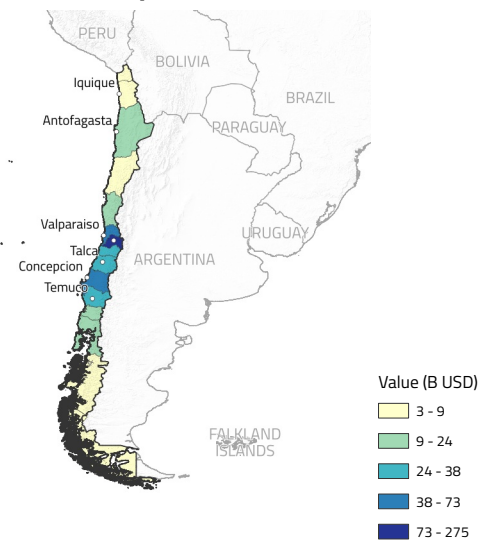 PERU
BOLIVIA
Iquique
BRAZIL
Antofagasta
PARAGUAY
Valparaiso
URUGUAY
Talca
ARGENTINA
Concepcion
Temuco
Value (B USD)
3 - 9
9 - 24
24 - 38
38 - 73
73 - 275
FALKLAND
ISLANDS